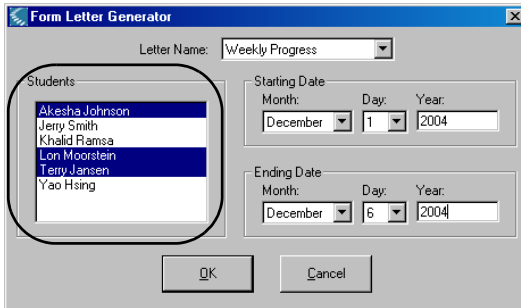 Form Letter Generator
Letter Name: Weekly Progress
Students
Akesha Johnson
Jerry Smith
Khalid Ramsa
Lon Moorstein
Terry Jansen
Yao Hsing
Starting Date
Month: Day: Year:
December 1 2004
Ending Date
Month: Day: Year:
December 6 2004
OK Cancel